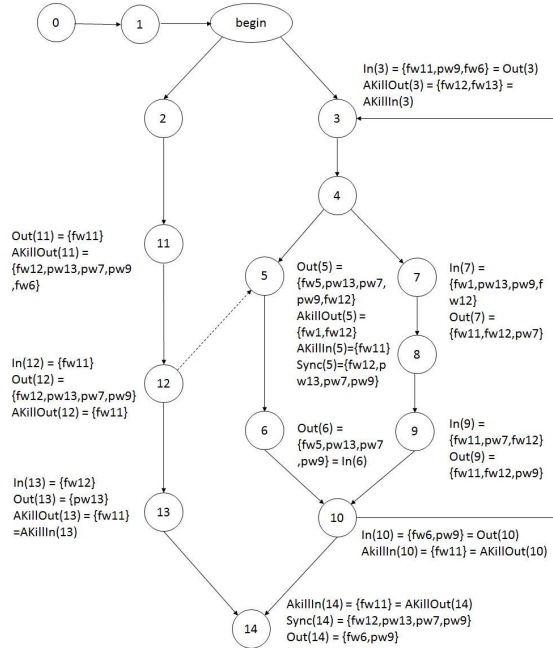 0
1
begin
In(3) = {fw11,pw9,fw6} = Out(3)
AKillOut(3) = {fw12,fw13} =
AKillIn(3)
2
3
4
Out(11) = {fw11}
AKillOut(11) =
{fw12,pw13,pw7,pw9
,fw6}
11
5
Out(5) =
{fw5,pw13,pw7,
pw9,fw12}
AkillOut(5) =
{fw1,fw12}
AKillIn(5)={fw11}
Sync(5)={fw12,p
w13,pw7,pw9}
7
In(7) =
{fw1,pw13,pw9,f
w12}
Out(7) =
{fw11,fw12,pw7}
8
In(12) = {fw11}
Out(12) =
{fw12,pw13,pw7,pw9}
AKillOut(12) = {fw11}
12
6
Out(6) =
{fw5,pw13,pw7
,pw9} = In(6)
9
In(9) =
{fw11,pw7,fw12}
Out(9) =
{fw11,fw12,pw9}
In(13) = {fw12}
Out(13) = {pw13}
AKillOut(13) = {fw11}
=AKillIn(13)
13
10
In(10) = {fw6,pw9} = Out(10)
AkillIn(10) = {fw11} = AKillOut(10)
14
AkillIn(14) = {fw11} = AKillOut(14)
Sync(14) = {fw12,pw13,pw7,pw9}
Out(14) = {fw6,pw9}